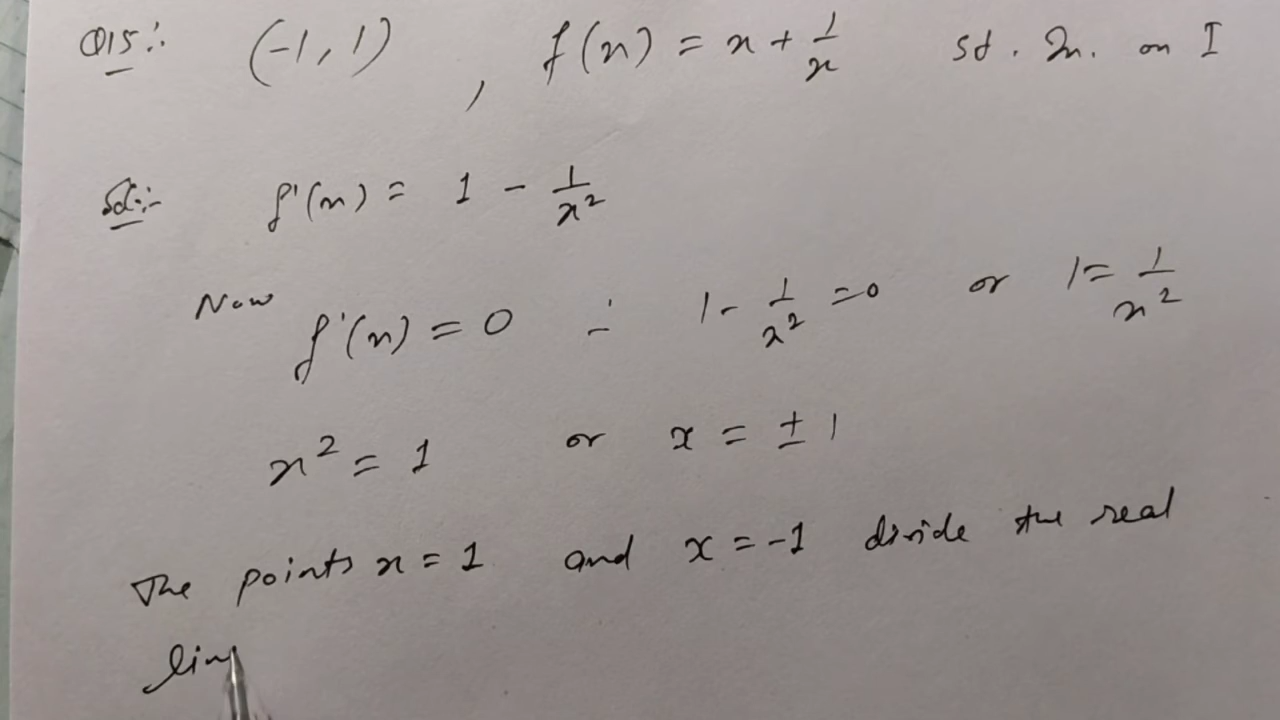 Q15:. (-1, 1) , f(x) = x + 1/x st. In. on I
Sol:- f'(x) = 1 - 1/x²
Now f'(x) = 0 ∴ 1 - 1/x² = 0 or 1 = 1/x²
x² = 1 or x = ± 1
The points x = 1 and x = -1 divide the real
line